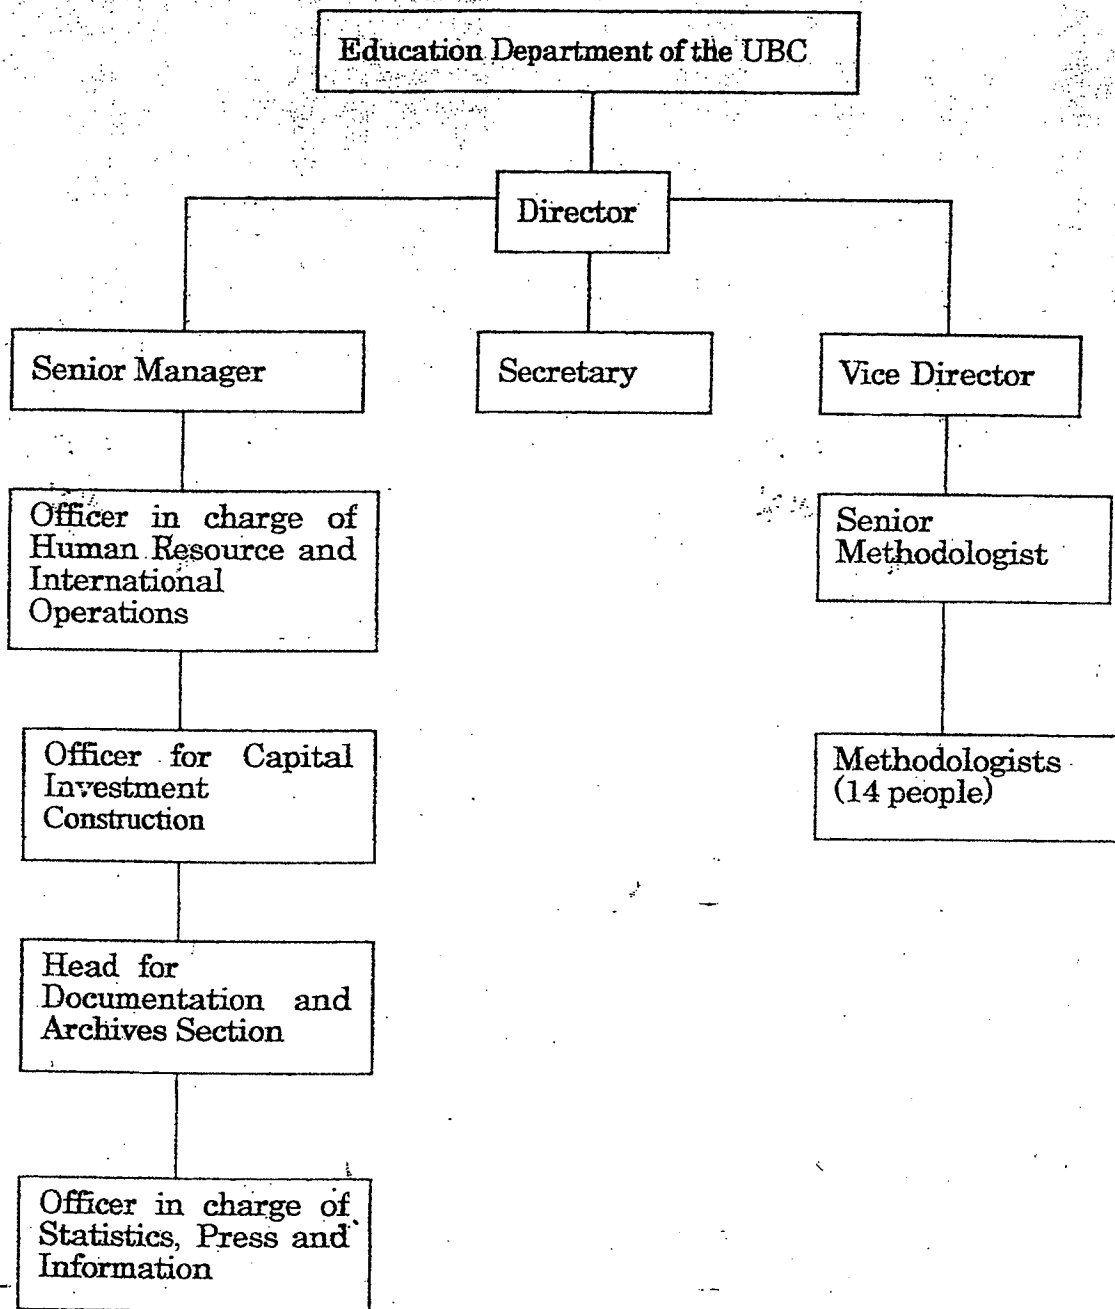 Education Department of the UBC
Director
Senior Manager
Secretary
Vice Director
Officer in charge of
Human Resource and
International
Operations
Senior
Methodologist
Officer for Capital
Investment
Construction
Methodologists
(14 people)
Head for
Documentation and
Archives Section
Officer in charge of
Statistics, Press and
Information